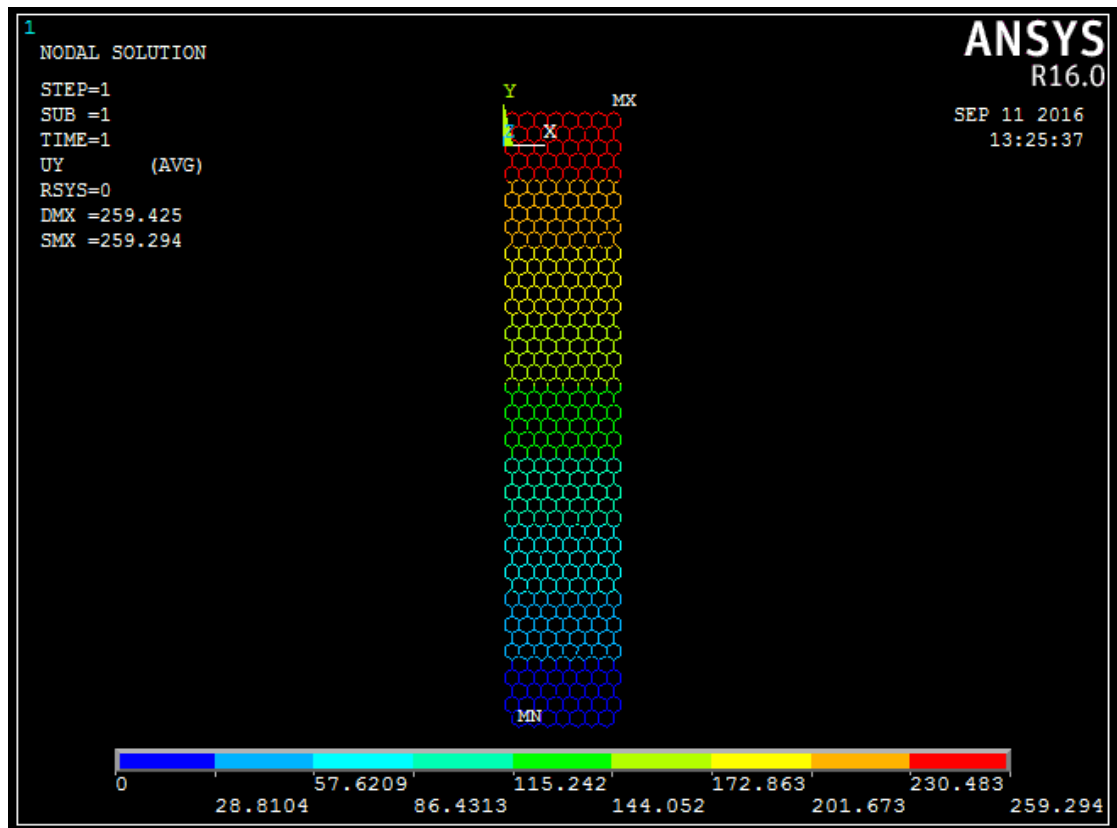 1
NODAL SOLUTION
STEP=1
SUB =1
TIME=1
UY (AVG)
RSYS=0
DMX =259.425
SMX =259.294
ANSYS
R16.0
SEP 11 2016
13:25:37
Y
MX
Z X
MN
0 57.6209 115.242 172.863 230.483
28.8104 86.4313 144.052 201.673 259.294